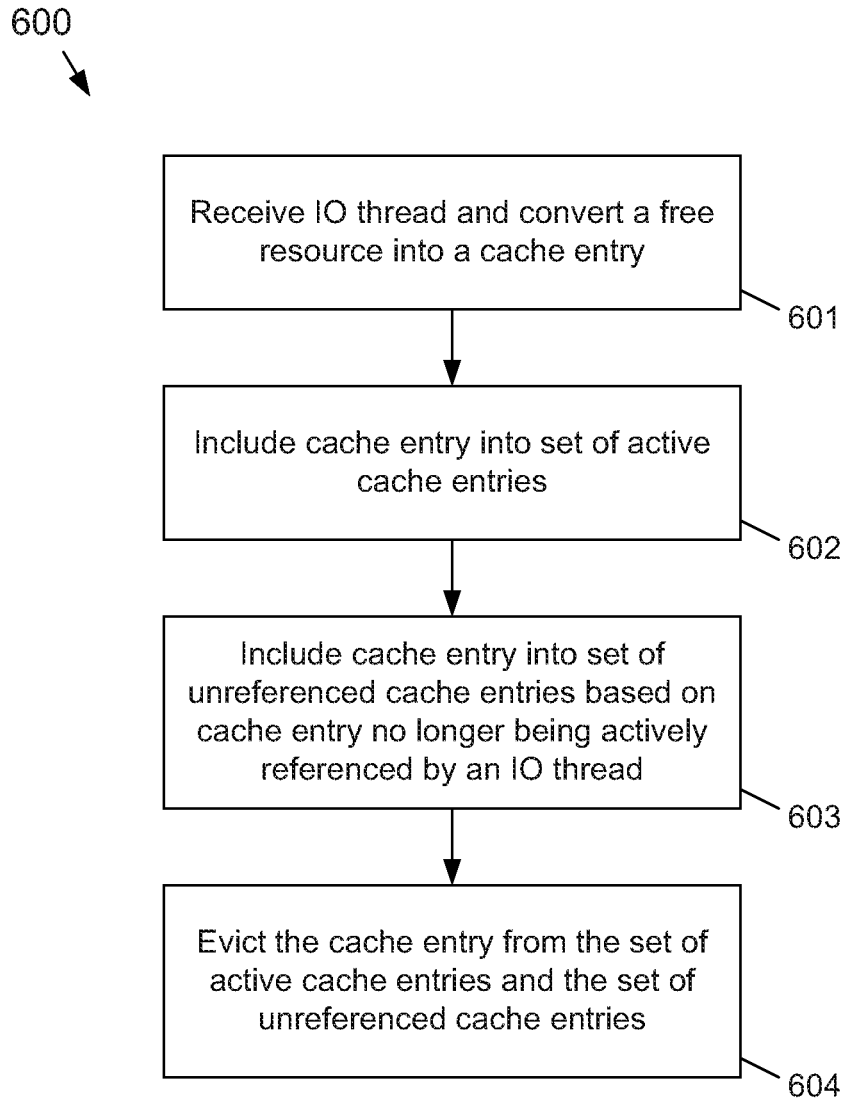 600
Receive IO thread and convert a free
resource into a cache entry
601
Include cache entry into set of active
cache entries
602
Include cache entry into set of
unreferenced cache entries based on
cache entry no longer being actively
referenced by an IO thread
603
Evict the cache entry from the set of
active cache entries and the set of
unreferenced cache entries
604